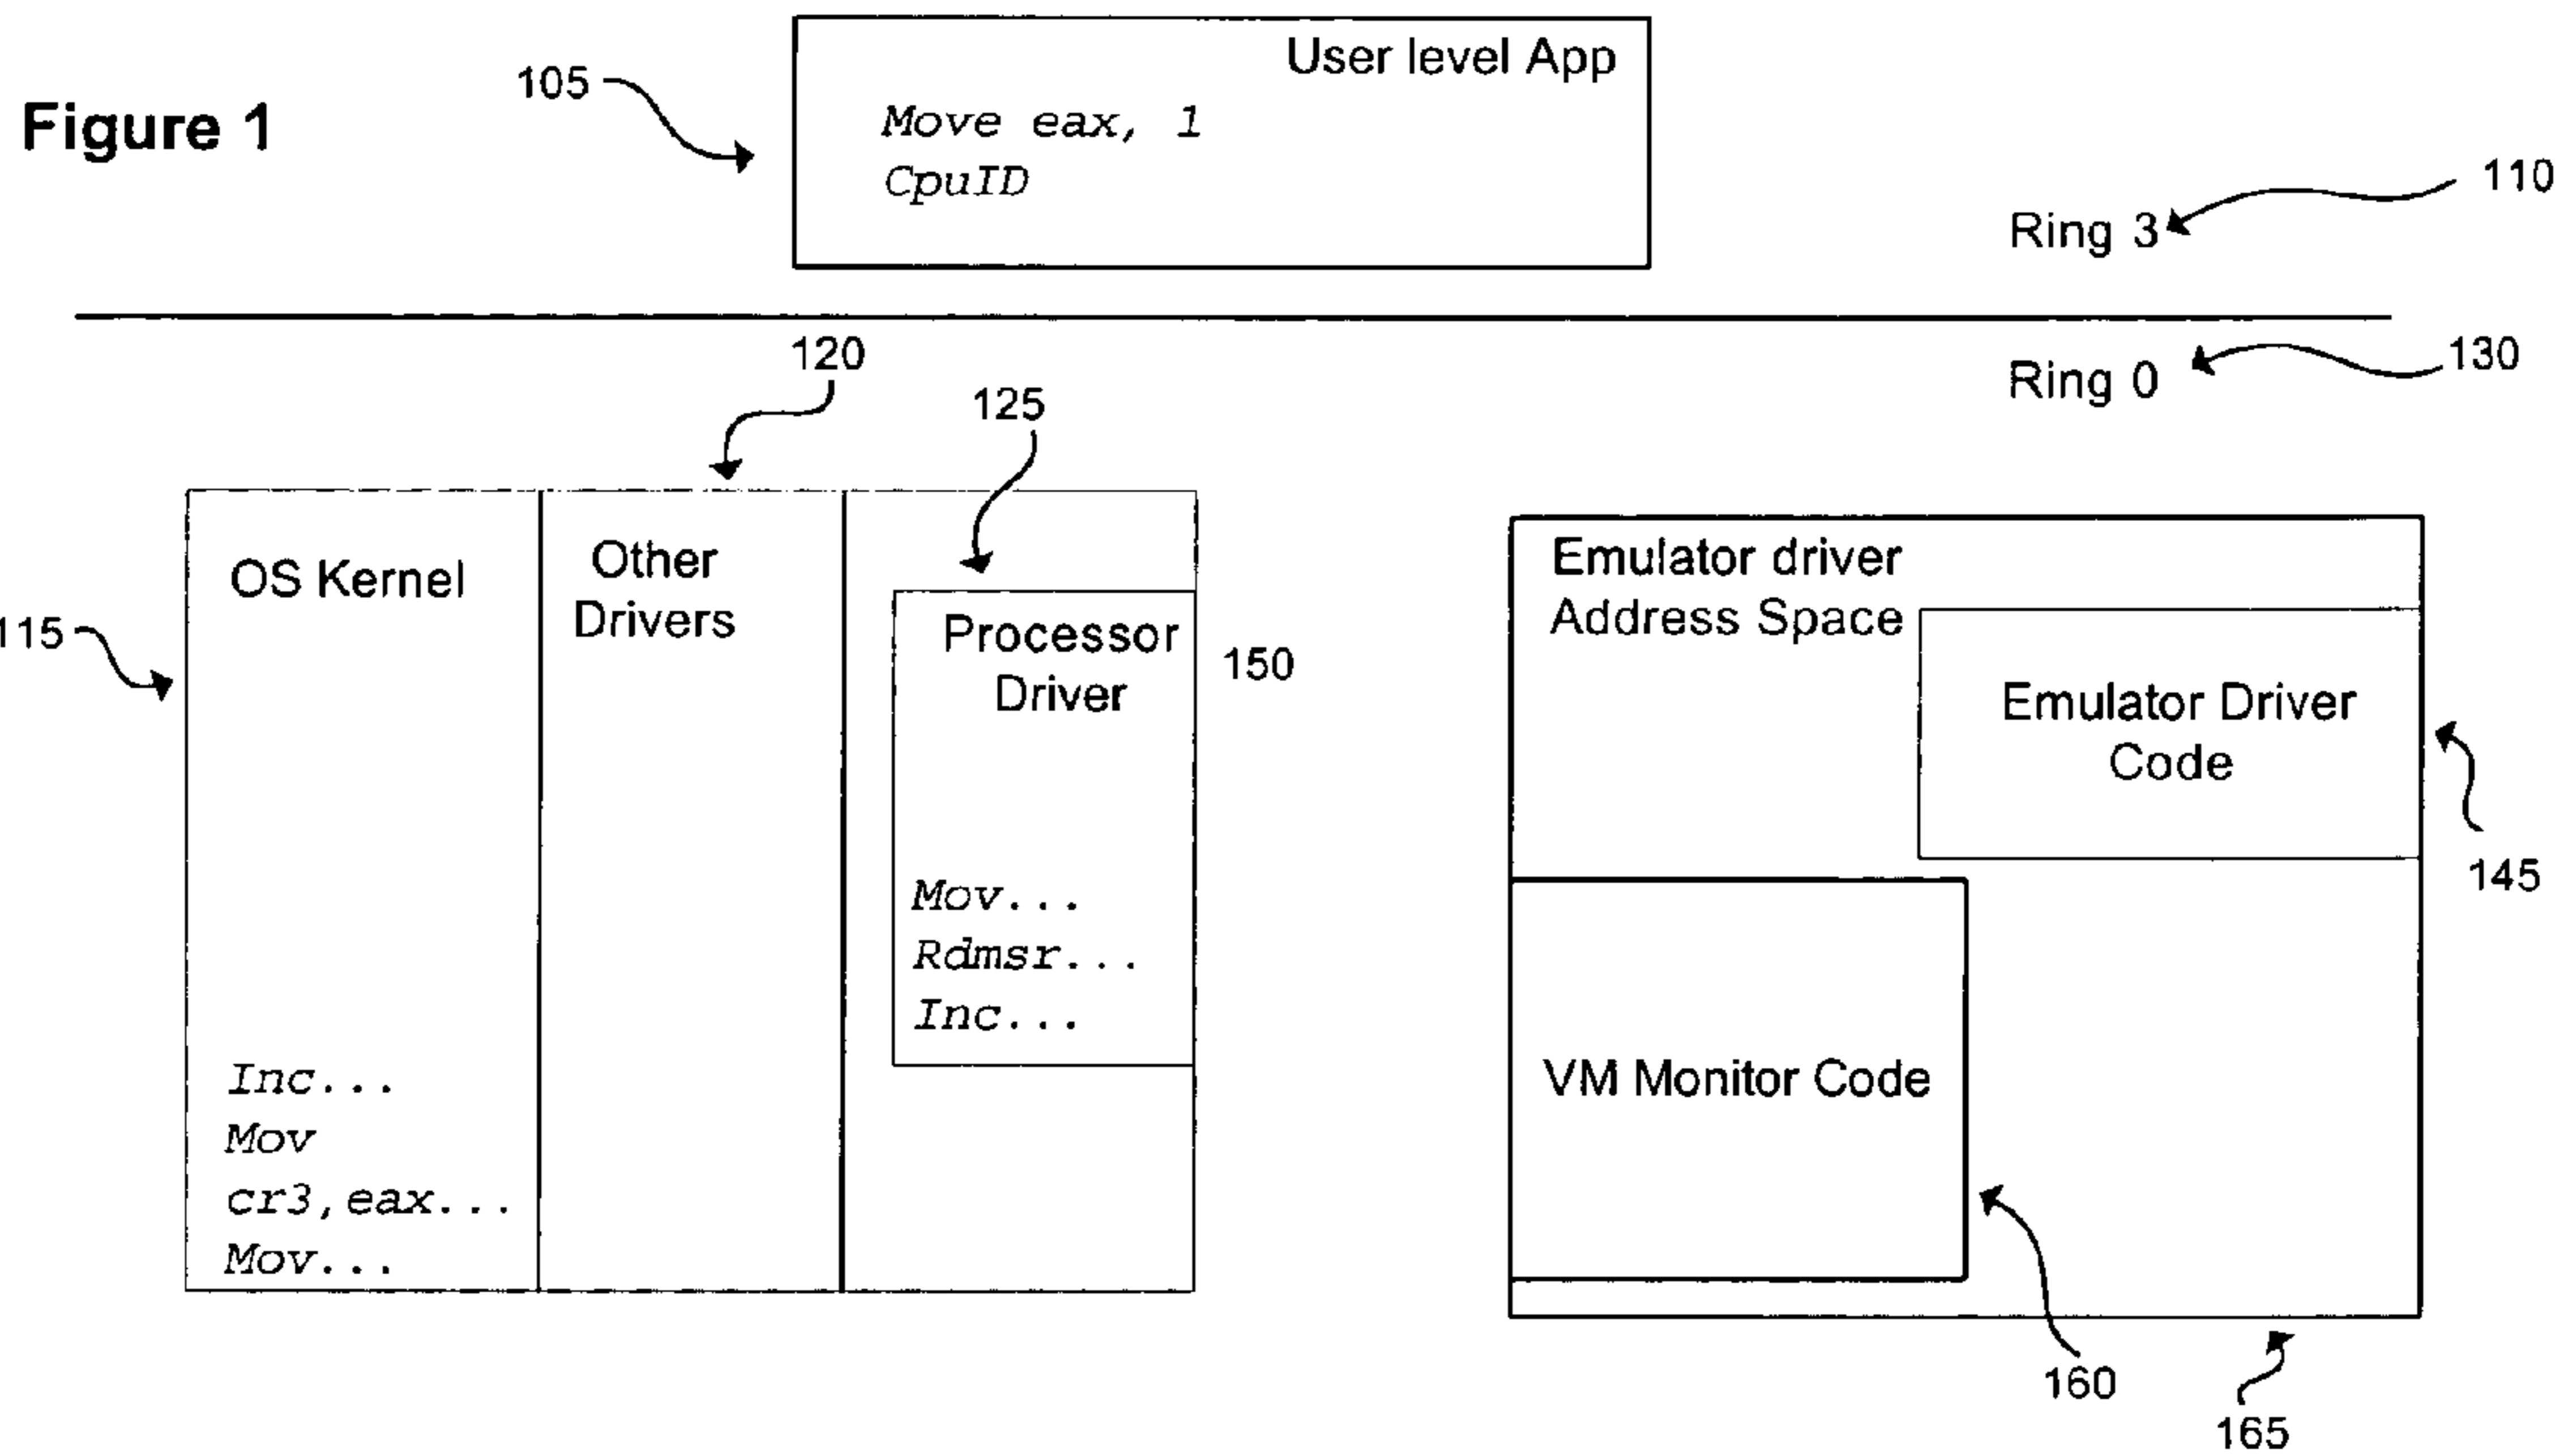 Figure 1
105
User level App
Move eax, 1
CpuID
110
Ring 3
120
130
Ring 0
125
115
OS Kernel
Other
Drivers
Processor
Driver
150
Mov...
Rdmsr...
Inc...
Inc...
Mov
cr3,eax...
Mov...
Emulator driver
Address Space
Emulator Driver
Code
145
VM Monitor Code
160
165